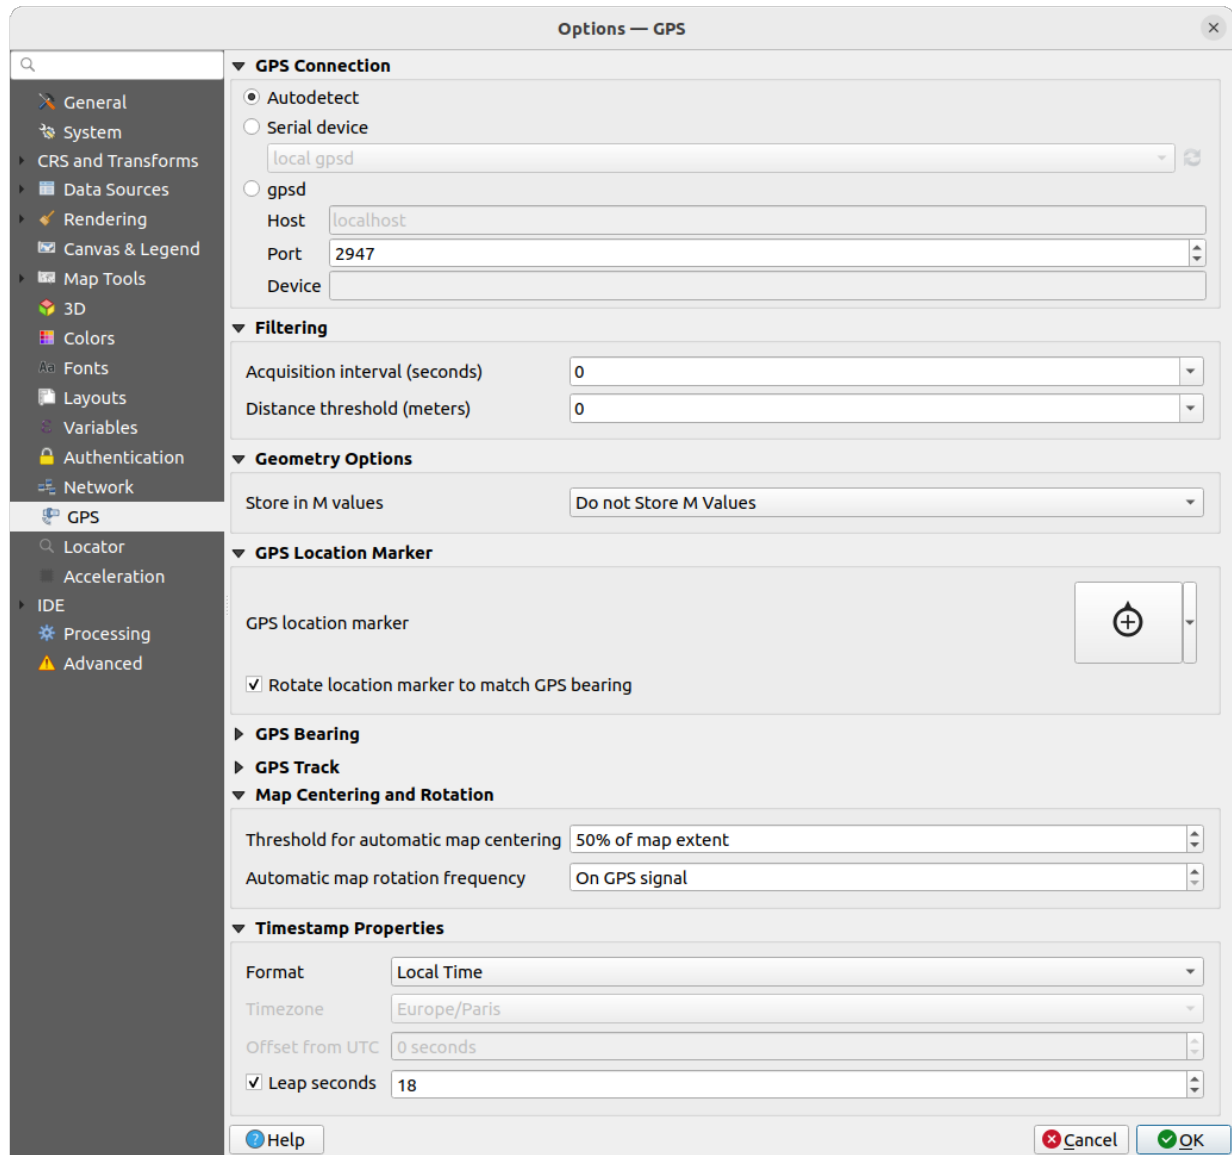 Options — GPS
General
System
CRS and Transforms
Data Sources
Rendering
Canvas & Legend
Map Tools
3D
Colors
Fonts
Layouts
Variables
Authentication
Network
GPS
Locator
Acceleration
IDE
Processing
Advanced
GPS Connection
Autodetect
Serial device
local gpsd
gpsd
Host localhost
Port 2947
Device
Filtering
Acquisition interval (seconds) 0
Distance threshold (meters) 0
Geometry Options
Store in M values Do not Store M Values
GPS Location Marker
GPS location marker
Rotate location marker to match GPS bearing
GPS Bearing
GPS Track
Map Centering and Rotation
Threshold for automatic map centering 50% of map extent
Automatic map rotation frequency On GPS signal
Timestamp Properties
Format Local Time
Timezone Europe/Paris
Offset from UTC 0 seconds
Leap seconds 18
Help Cancel OK